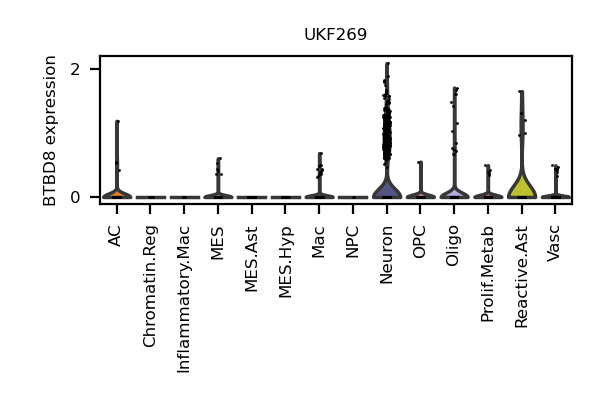 UKF269
BTBD8 expression
2
0
AC
Chromatin.Reg
Inflammatory.Mac
MES
MES.Ast
MES.Hyp
Mac
NPC
Neuron
OPC
Oligo
Prolif.Metab
Reactive.Ast
Vasc